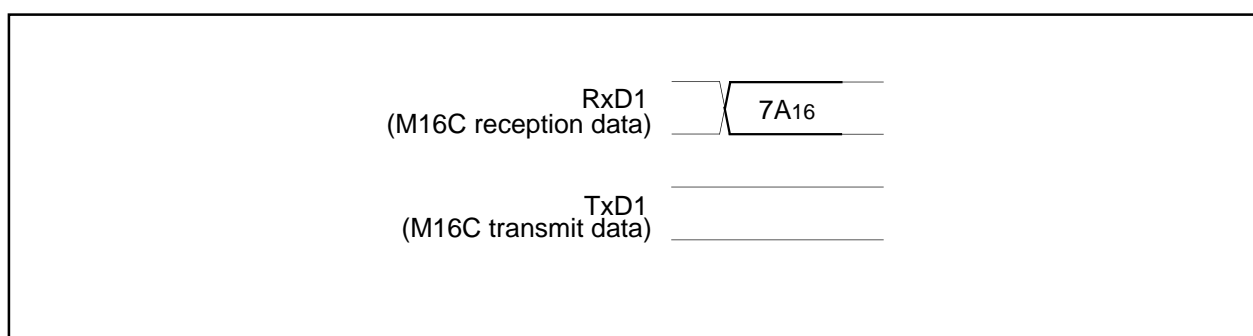 RxD1
(M16C reception data)
7A16
TxD1
(M16C transmit data)